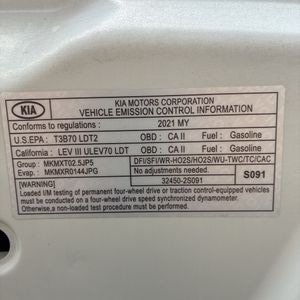 KIA
KIA MOTORS CORPORATION
VEHICLE EMISSION CONTROL INFORMATION
Conforms to regulations : 2021 MY
U.S.EPA : T3B70 LDT2 OBD : CA II Fuel : Gasoline
California : LEV III ULEV70 LDT OBD : CA II Fuel : Gasoline
Group : MKMXT02.5JP5 DFI/SFI/WR-HO2S/HO2S/WU-TWC/TC/CAC
Evap. : MKMXR0144JPG No adjustments needed. S091
[WARNING] 32450-2S091
Loaded I/M testing of permanent four-wheel drive or traction control-equipped vehicles
must be conducted on a four-wheel drive speed synchronized dynamometer.
Otherwise,a non-loaded test must be conducted.